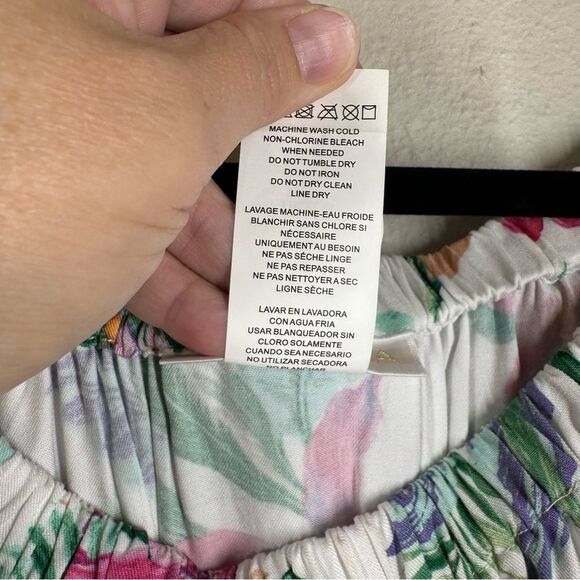 MACHINE WASH COLD
NON-CHLORINE BLEACH
WHEN NEEDED
DO NOT TUMBLE DRY
DO NOT IRON
DO NOT DRY CLEAN
LINE DRY
LAVAGE MACHINE-EAU FROIDE
BLANCHIR SANS CHLORE SI
NÉCESSAIRE
UNIQUEMENT AU BESOIN
NE PAS SÈCHE LINGE
NE PAS REPASSER
NE PAS NETTOYER A SEC
LIGNE SÈCHE
LAVAR EN LAVADORA
CON AGUA FRIA
USAR BLANQUEADOR SIN
CLORO SOLAMENTE
CUANDO SEA NECESARIO
NO UTILIZAR SECADORA
NO PLANCHAR